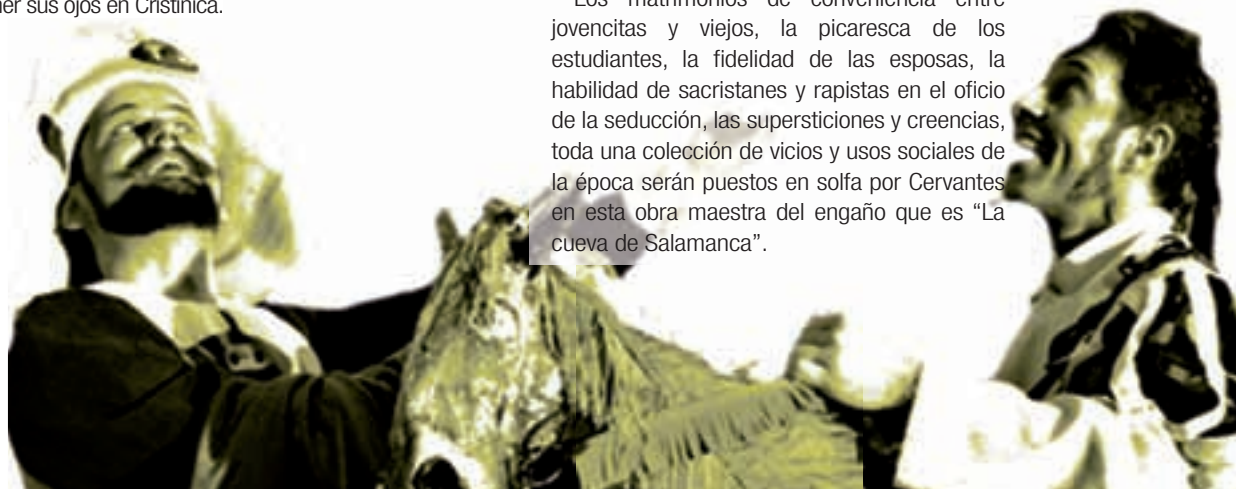 ner sus ojos en Cristinica.
Los matrimonios de conveniencia entre
jovencitas y viejos, la picaresca de los
estudiantes, la fidelidad de las esposas, la
habilidad de sacristanes y rapistas en el oficio
de la seducción, las supersticiones y creencias,
toda una colección de vicios y usos sociales de
la época serán puestos en solfa por Cervantes
en esta obra maestra del engaño que es “La
cueva de Salamanca”.